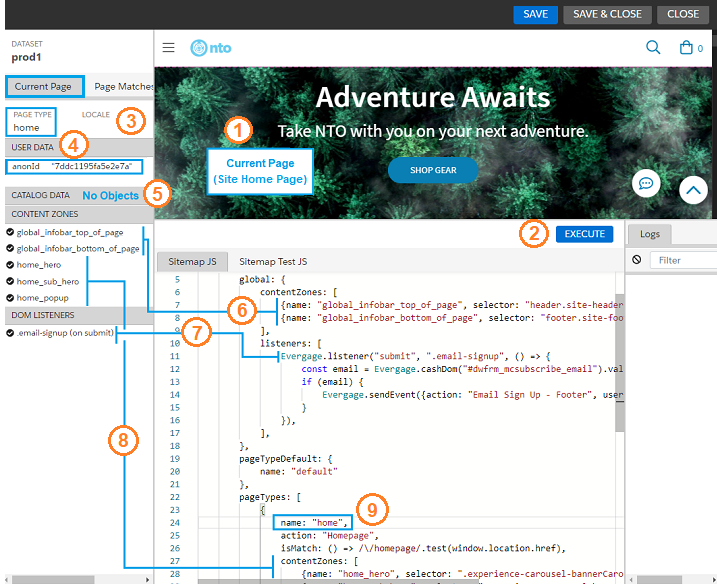 SAVE SAVE & CLOSE CLOSE
DATASET
prod1
Current Page Page Matches
PAGE TYPE LOCALE
home
3
USER DATA
4
anonId "7ddc1195fa5e2e7a"
CATALOG DATA No Objects
5
CONTENT ZONES
global_infobar_top_of_page
global_infobar_bottom_of_page
home_hero
home_sub_hero
home_popup
DOM LISTENERS
.email-signup (on submit)
nto
0
Adventure Awaits
1
Take NTO with you on your next adventure.
Current Page
(Site Home Page)
SHOP GEAR
2
EXECUTE
Logs
Filter
Sitemap JS Sitemap Test JS
5 global: {
6 contentZones: [
7 {name: "global_infobar_top_of_page", selector: "header.site-header
8 {name: "global_infobar_bottom_of_page", selector: "footer.site-foo
6
9 ],
10 listeners: [
7
11 Evergage.listener("submit", ".email-signup", () => {
12 const email = Evergage.cashDom("#dwfrm_mcsubscribe_email").val
13 if (email) {
14 Evergage.sendEvent({action: "Email Sign Up - Footer", user
15 }
16 }),
17 ],
8
18 },
19 pageTypeDefault: {
20 name: "default"
21 },
22 pageTypes: [
23 {
9
24 name: "home",
25 action: "Homepage",
26 isMatch: () => /\/homepage/.test(window.location.href),
27 contentZones: [
28 {name: "home_hero", selector: ".experience-carousel-bannerCaro